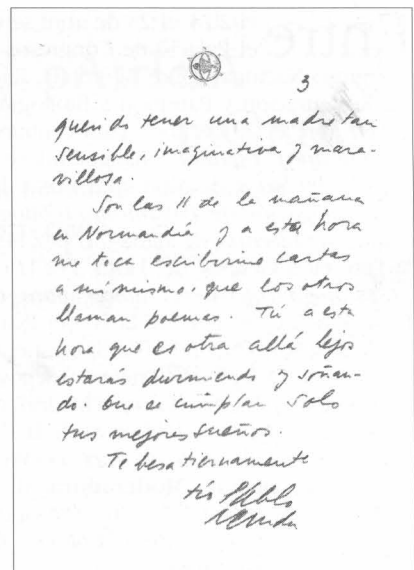 3
querido tener una madre tan
sensible, imaginativa y mara-
villosa.
Son las 11 de la mañana
en Normandía y a esta hora
me toca escribirme cartas
a mí mismo, que los otros
llaman poemas. Tú a esta
hora que es otra allá lejos
estarás durmiendo y soñan-
do. Que se cumplan solo
tus mejores sueños.
Te besa tiernamente
tío Pablo
Neruda